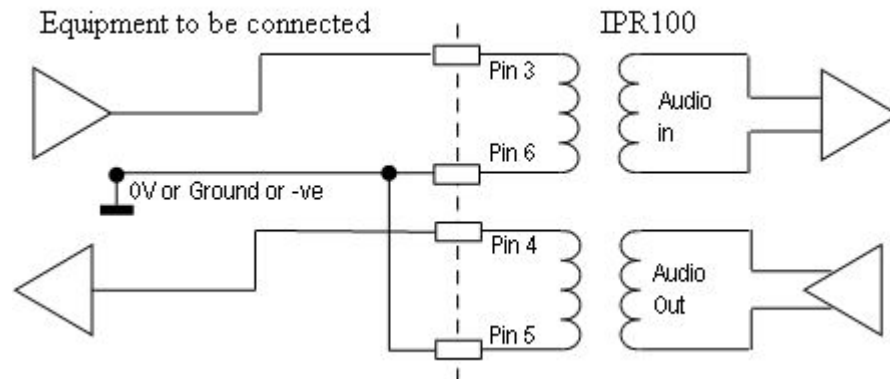 Equipment to be connected
IPR100
Pin 3
Audio
in
Pin 6
0V or Ground or -ve
Pin 4
Audio
Out
Pin 5